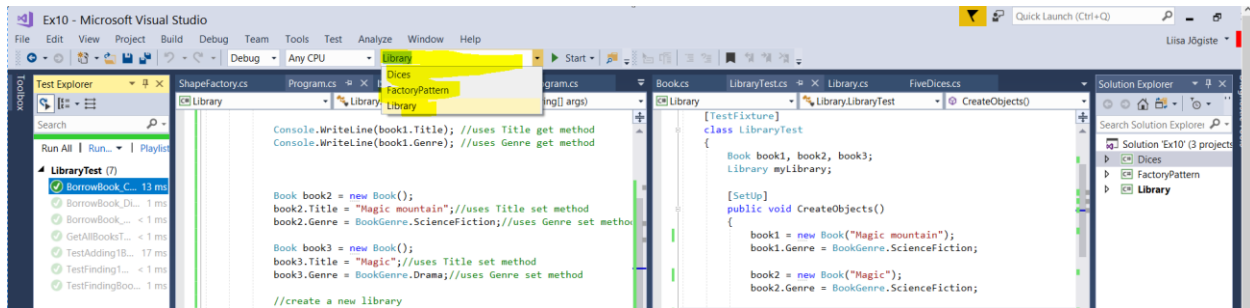 Ex10 - Microsoft Visual Studio
Quick Launch (Ctrl+Q)
File Edit View Project Build Debug Team Tools Test Analyze Window Help
Liisa Jõgiste
Debug Any CPU Library Start
Dices
FactoryPattern
Library
Toolbox
Test Explorer
Search
Run All | Run... | Playlist
LibraryTest (7)
BorrowBook_C... 13 ms
BorrowBook_Di... 1 ms
BorrowBook_... < 1 ms
GetAllBooksT... < 1 ms
TestAdding1B... 17 ms
TestFinding1... < 1 ms
TestFindingBoo... 1 ms
ShapeFactory.cs Program.cs ogram.cs
Library Library. ing[] args)
Console.WriteLine(book1.Title); //uses Title get method
Console.WriteLine(book1.Genre); //uses Genre get method
Book book2 = new Book();
book2.Title = "Magic mountain";//uses Title set method
book2.Genre = BookGenre.ScienceFiction;//uses Genre set metho
Book book3 = new Book();
book3.Title = "Magic";//uses Title set method
book3.Genre = BookGenre.Drama;//uses Genre set method
//create a new library
Book.cs LibraryTest.cs Library.cs FiveDices.cs
Library Library.LibraryTest CreateObjects()
[TestFixture]
class LibraryTest
{
Book book1, book2, book3;
Library myLibrary;
[SetUp]
public void CreateObjects()
{
book1 = new Book("Magic mountain");
book1.Genre = BookGenre.ScienceFiction;
book2 = new Book("Magic");
book2.Genre = BookGenre.ScienceFiction;
Solution Explorer
Search Solution Explorer
Solution 'Ex10' (3 projects
Dices
FactoryPattern
Library